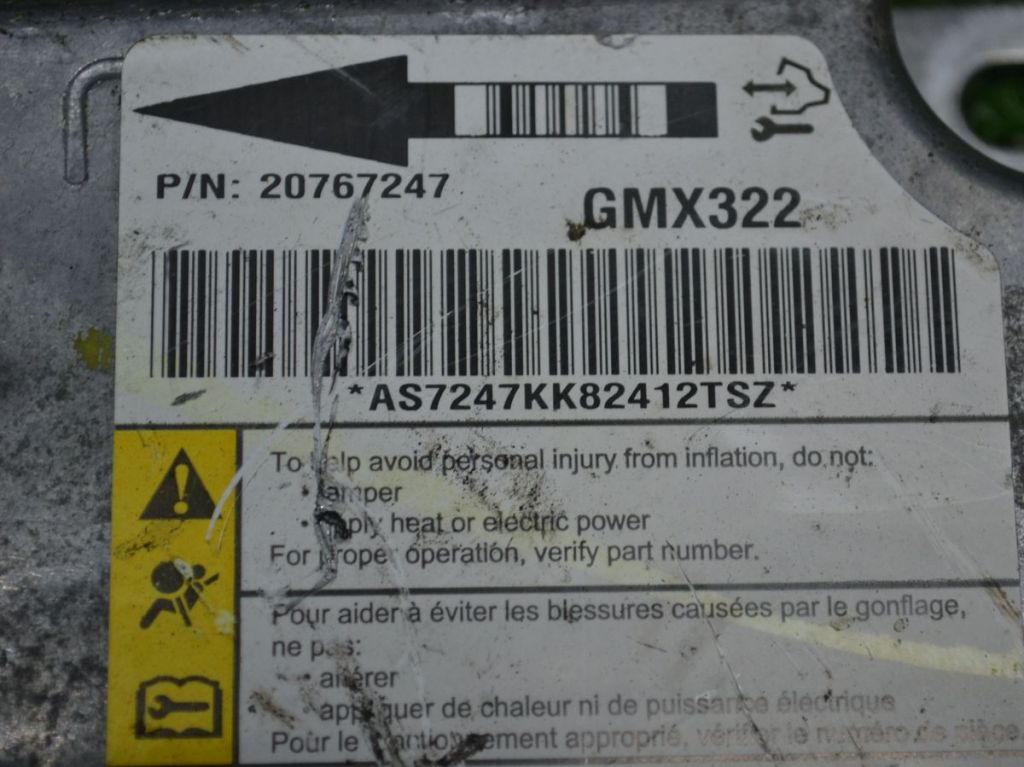 P/N: 20767247
GMX322
*AS7247KK82412TSZ*
To help avoid personal injury from inflation, do not:
• tamper
• apply heat or electric power
For proper operation, verify part number.
Pour aider à éviter les blessures causées par le gonflage,
ne pas:
• altérer
• appliquer de chaleur ni de puissance électrique
Pour le fonctionnement approprié, vérifier le numéro de pièce.